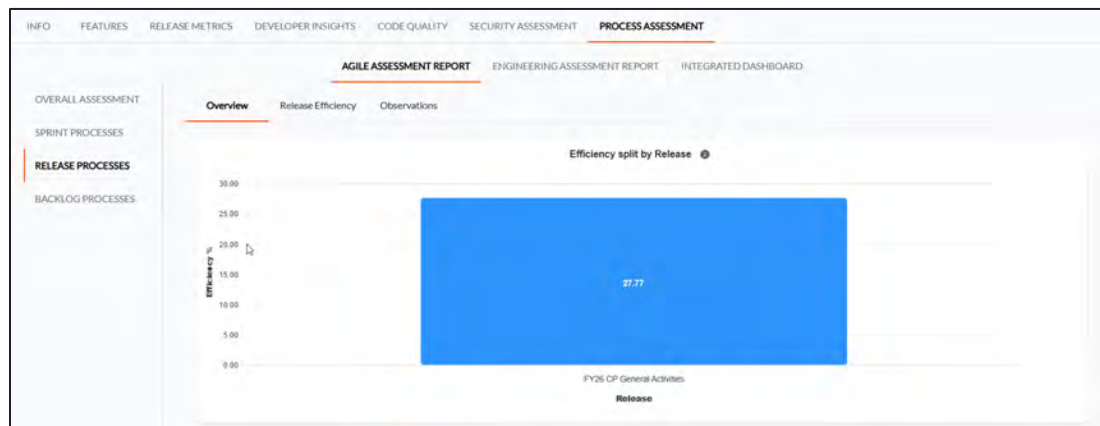 INFO FEATURES RELEASE METRICS DEVELOPER INSIGHTS CODE QUALITY SECURITY ASSESSMENT PROCESS ASSESSMENT
AGILE ASSESSMENT REPORT ENGINEERING ASSESSMENT REPORT INTEGRATED DASHBOARD
OVERALL ASSESSMENT
SPRINT PROCESSES
RELEASE PROCESSES
BACKLOG PROCESSES
Overview Release Efficiency Observations
Efficiency split by Release
Efficiency %
30.00
25.00
20.00
15.00
10.00
5.00
0.00
27.77
FY26 CP General Activities
Release